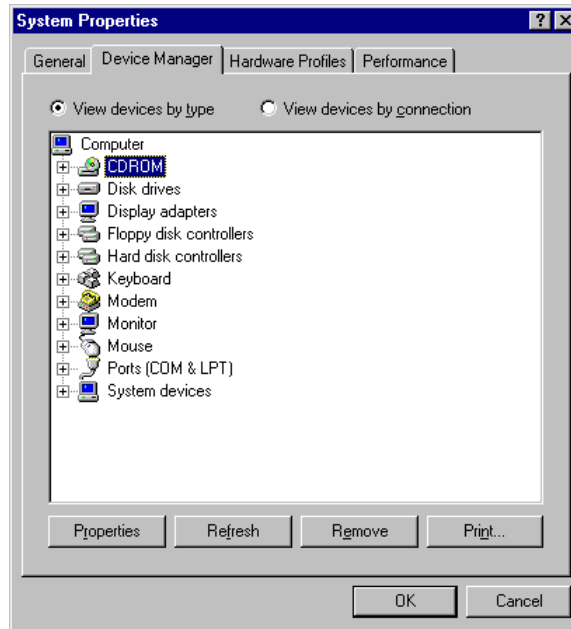 System Properties
General Device Manager Hardware Profiles Performance
View devices by type View devices by connection
Computer
CDROM
Disk drives
Display adapters
Floppy disk controllers
Hard disk controllers
Keyboard
Modem
Monitor
Mouse
Ports (COM & LPT)
System devices
Properties Refresh Remove Print...
OK Cancel